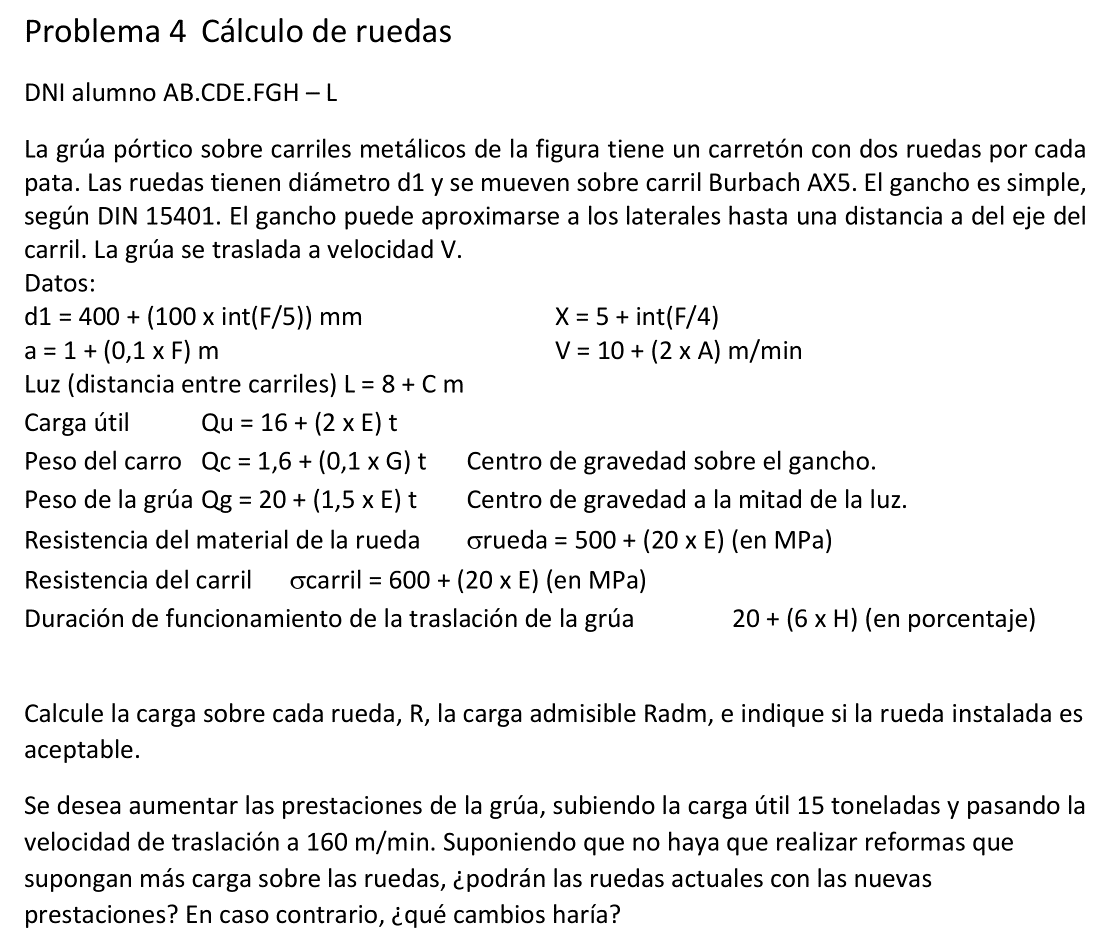 Problema 4 Cálculo de ruedas
DNI alumno AB.CDE.FGH – L
La grúa pórtico sobre carriles metálicos de la figura tiene un carretón con dos ruedas por cada
pata. Las ruedas tienen diámetro d1 y se mueven sobre carril Burbach AX5. El gancho es simple,
según DIN 15401. El gancho puede aproximarse a los laterales hasta una distancia a del eje del
carril. La grúa se traslada a velocidad V.
Datos:
d1 = 400 + (100 x int(F/5)) mm X = 5 + int(F/4)
a = 1 + (0,1 x F) m V = 10 + (2 x A) m/min
Luz (distancia entre carriles) L = 8 + C m
Carga útil Qu = 16 + (2 x E) t
Peso del carro Qc = 1,6 + (0,1 x G) t Centro de gravedad sobre el gancho.
Peso de la grúa Qg = 20 + (1,5 x E) t Centro de gravedad a la mitad de la luz.
Resistencia del material de la rueda σrueda = 500 + (20 x E) (en MPa)
Resistencia del carril σcarril = 600 + (20 x E) (en MPa)
Duración de funcionamiento de la traslación de la grúa 20 + (6 x H) (en porcentaje)
Calcule la carga sobre cada rueda, R, la carga admisible Radm, e indique si la rueda instalada es
aceptable.
Se desea aumentar las prestaciones de la grúa, subiendo la carga útil 15 toneladas y pasando la
velocidad de traslación a 160 m/min. Suponiendo que no haya que realizar reformas que
supongan más carga sobre las ruedas, ¿podrán las ruedas actuales con las nuevas
prestaciones? En caso contrario, ¿qué cambios haría?